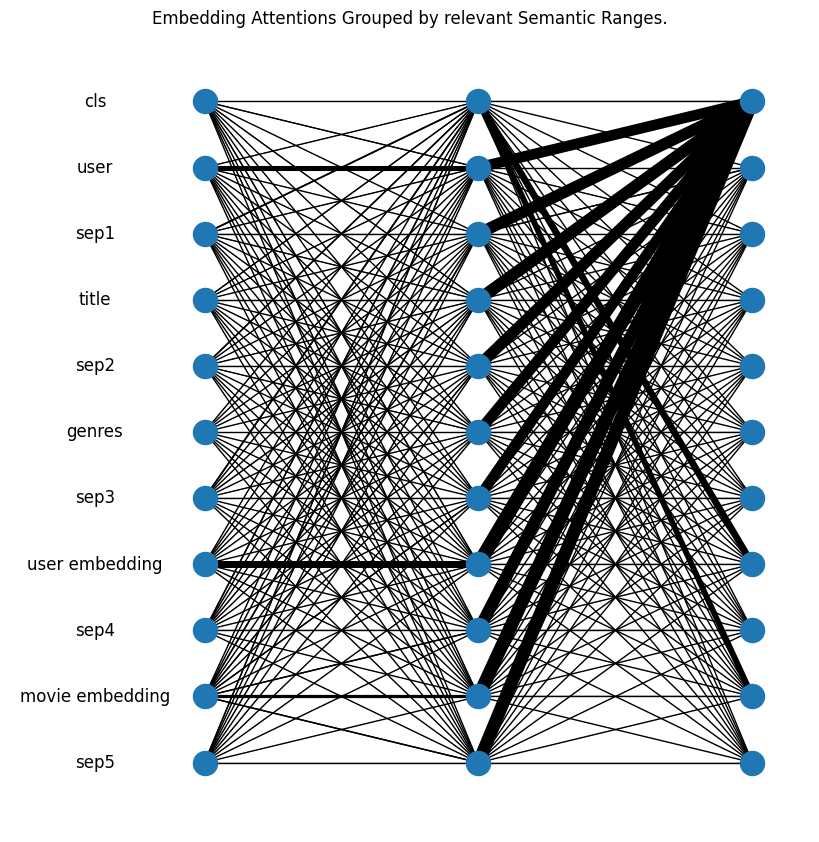 Embedding Attentions Grouped by relevant Semantic Ranges.
cls
user
sep1
title
sep2
genres
sep3
user embedding
sep4
movie embedding
sep5